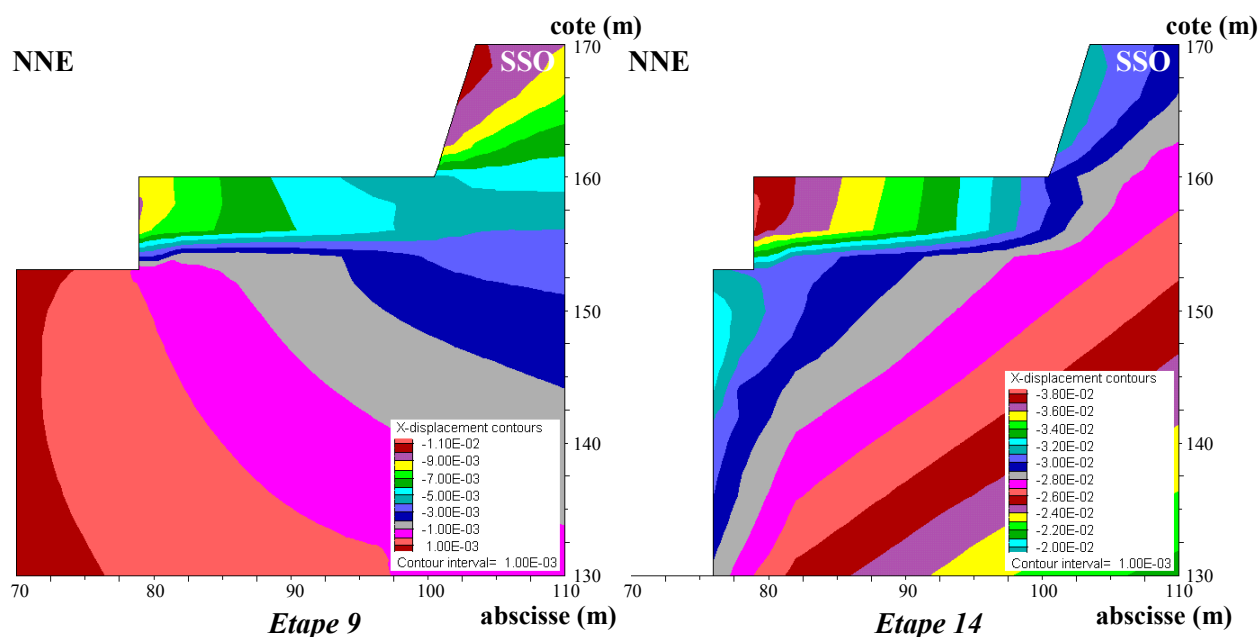 cote (m)
NNE
SSO
170
160
150
140
130
X-displacement contours
-1.10E-02
-9.00E-03
-7.00E-03
-5.00E-03
-3.00E-03
-1.00E-03
1.00E-03
Contour interval= 1.00E-03
70 80 90 100 110
Etape 9
abscisse (m)
cote (m)
NNE
SSO
170
160
150
140
130
X-displacement contours
-3.80E-02
-3.60E-02
-3.40E-02
-3.20E-02
-3.00E-02
-2.80E-02
-2.60E-02
-2.40E-02
-2.20E-02
-2.00E-02
Contour interval= 1.00E-03
80 90 100 110
Etape 14
abscisse (m)